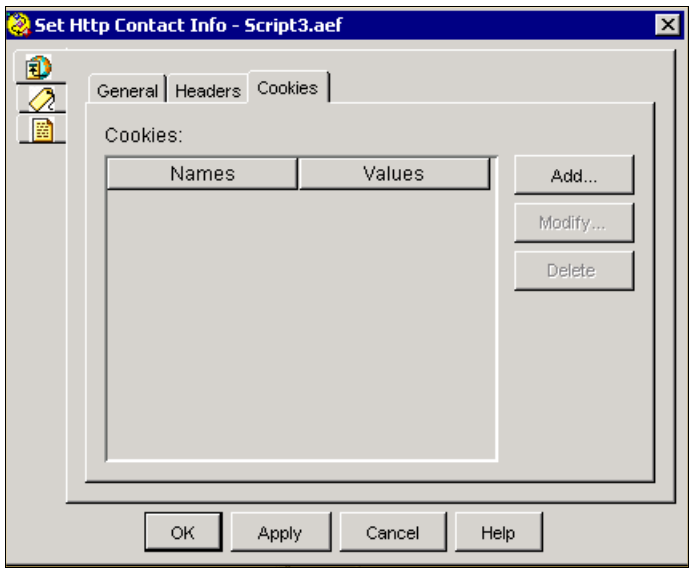 Set Http Contact Info - Script3.aef
General Headers Cookies
Cookies:
Names Values
Add...
Modify...
Delete
OK Apply Cancel Help